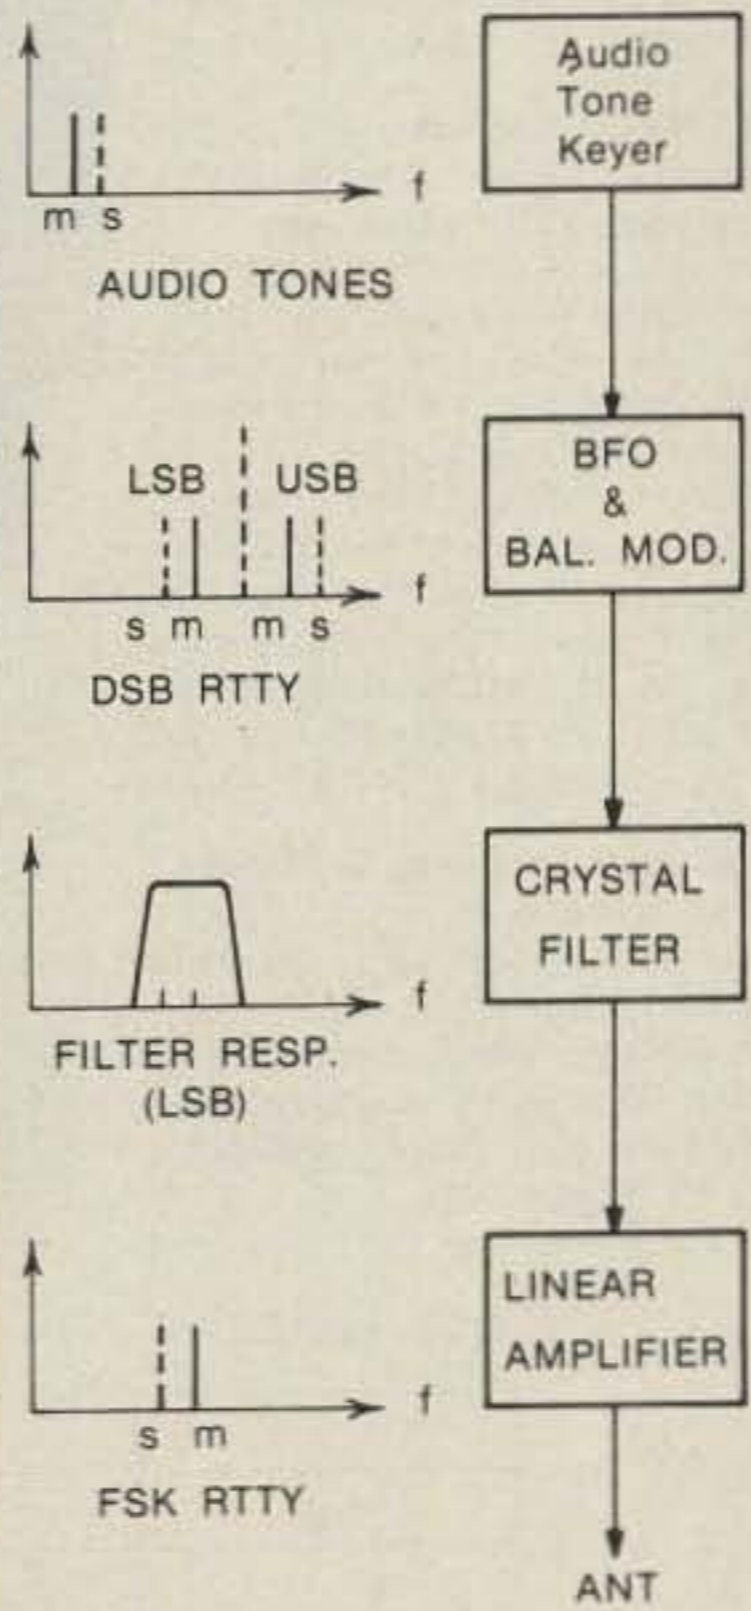 Audio
Tone
Keyer
f
m s
AUDIO TONES
BFO
&
BAL. MOD.
LSB USB
f
s m m s
DSB RTTY
CRYSTAL
FILTER
f
FILTER RESP.
(LSB)
LINEAR
AMPLIFIER
f
s m
FSK RTTY
ANT